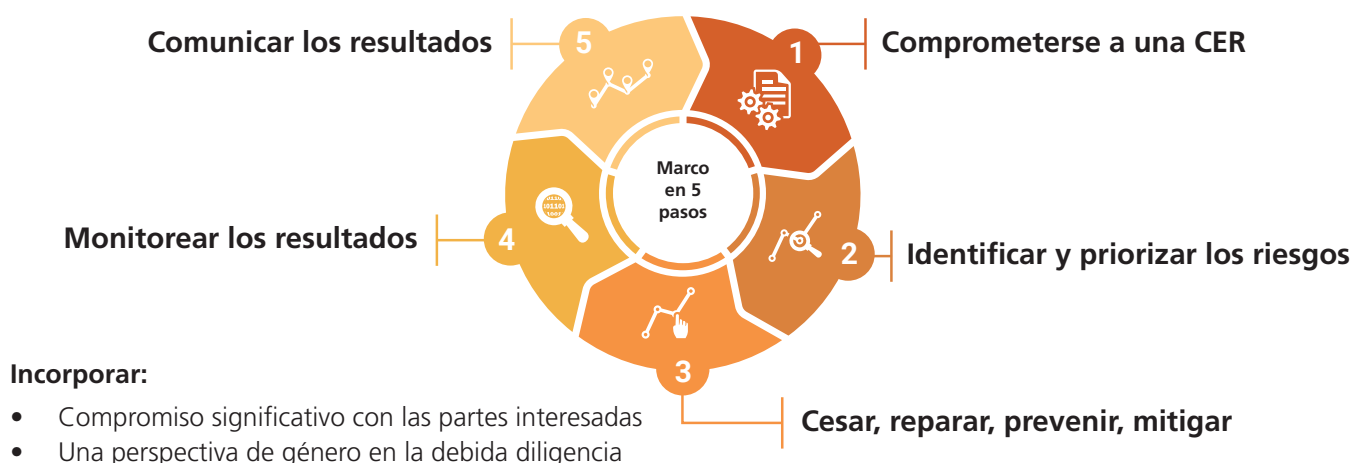 Marco
en 5
pasos
1
Comprometerse a una CER
2
Identificar y priorizar los riesgos
3
Cesar, reparar, prevenir, mitigar
4
Monitorear los resultados
5
Comunicar los resultados
Incorporar:
• Compromiso significativo con las partes interesadas
• Una perspectiva de género en la debida diligencia